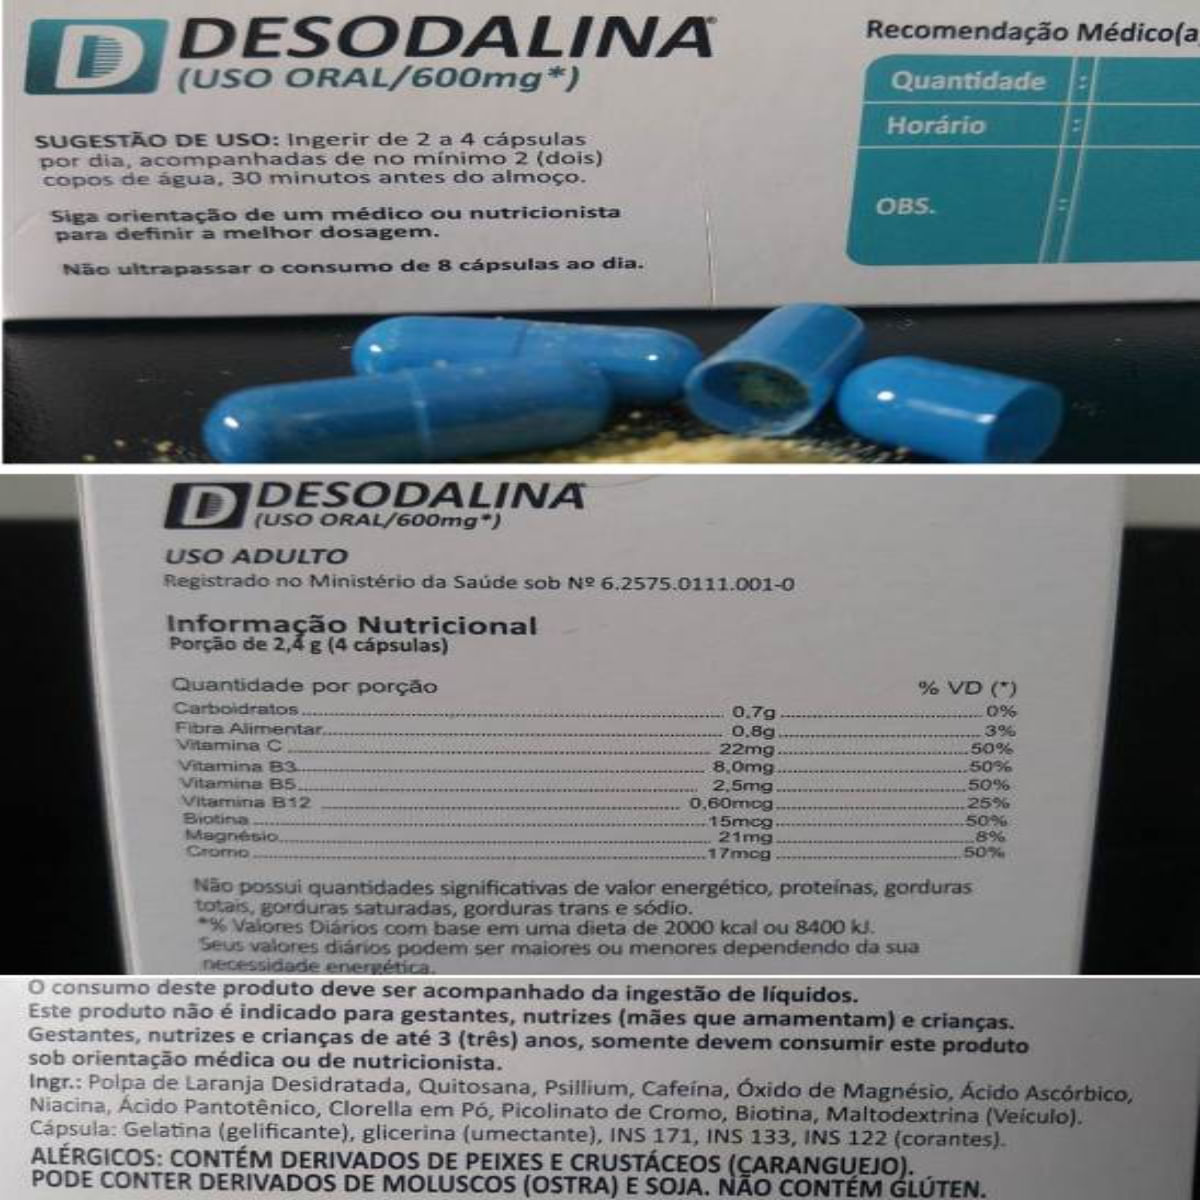 DESODALINA®
(USO ORAL/600mg*)
SUGESTÃO DE USO: Ingerir de 2 a 4 cápsulas
por dia, acompanhadas de no mínimo 2 (dois)
copos de água, 30 minutos antes do almoço.
Siga orientação de um médico ou nutricionista
para definir a melhor dosagem.
Não ultrapassar o consumo de 8 cápsulas ao dia.
Recomendação Médico(a
Quantidade :
Horário :
OBS. :
DESODALINA
(USO ORAL/600mg*)
USO ADULTO
Registrado no Ministério da Saúde sob Nº 6.2575.0111.001-0
Informação Nutricional
Porção de 2,4 g (4 cápsulas)
Quantidade por porção % VD (*)
Carboidratos 0,7g 0%
Fibra Alimentar 0,8g 3%
Vitamina C 22mg 50%
Vitamina B3 8,0mg 50%
Vitamina B5 2,5mg 50%
Vitamina B12 0,60mcg 25%
Biotina 15mcg 50%
Magnésio 21mg 8%
Cromo 17mcg 50%
Não possui quantidades significativas de valor energético, proteínas, gorduras
totais, gorduras saturadas, gorduras trans e sódio.
*% Valores Diários com base em uma dieta de 2000 kcal ou 8400 kJ.
Seus valores diários podem ser maiores ou menores dependendo da sua
necessidade energética.
O consumo deste produto deve ser acompanhado da ingestão de líquidos.
Este produto não é indicado para gestantes, nutrizes (mães que amamentam) e crianças.
Gestantes, nutrizes e crianças de até 3 (três) anos, somente devem consumir este produto
sob orientação médica ou de nutricionista.
Ingr.: Polpa de Laranja Desidratada, Quitosana, Psillium, Cafeína, Óxido de Magnésio, Ácido Ascórbico,
Niacina, Ácido Pantotênico, Clorella em Pó, Picolinato de Cromo, Biotina, Maltodextrina (Veículo).
Cápsula: Gelatina (gelificante), glicerina (umectante), INS 171, INS 133, INS 122 (corantes).
ALÉRGICOS: CONTÉM DERIVADOS DE PEIXES E CRUSTÁCEOS (CARANGUEJO).
PODE CONTER DERIVADOS DE MOLUSCOS (OSTRA) E SOJA. NÃO CONTÉM GLÚTEN.